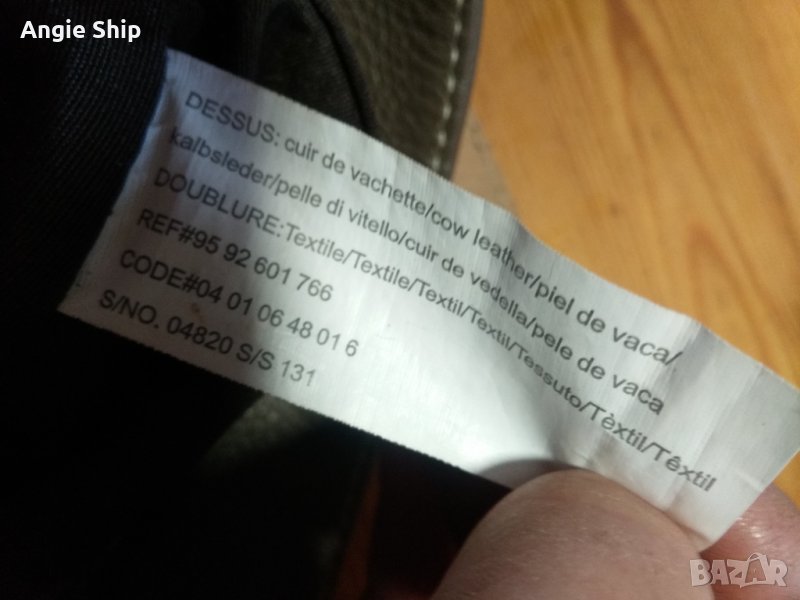 Angie Ship
DESSUS: cuir de vachette/cow leather/piel de vaca/
kalbsleder/pelle di vitello/cuir de vedella/pele de vaca
DOUBLURE:Textile/Textile/Textil/Textil/Tessuto/Tèxtil/Têxtil
REF#95 92 601 766
CODE#04 01 06 48 01 6
S/NO. 04820 S/S 131
BAZAR